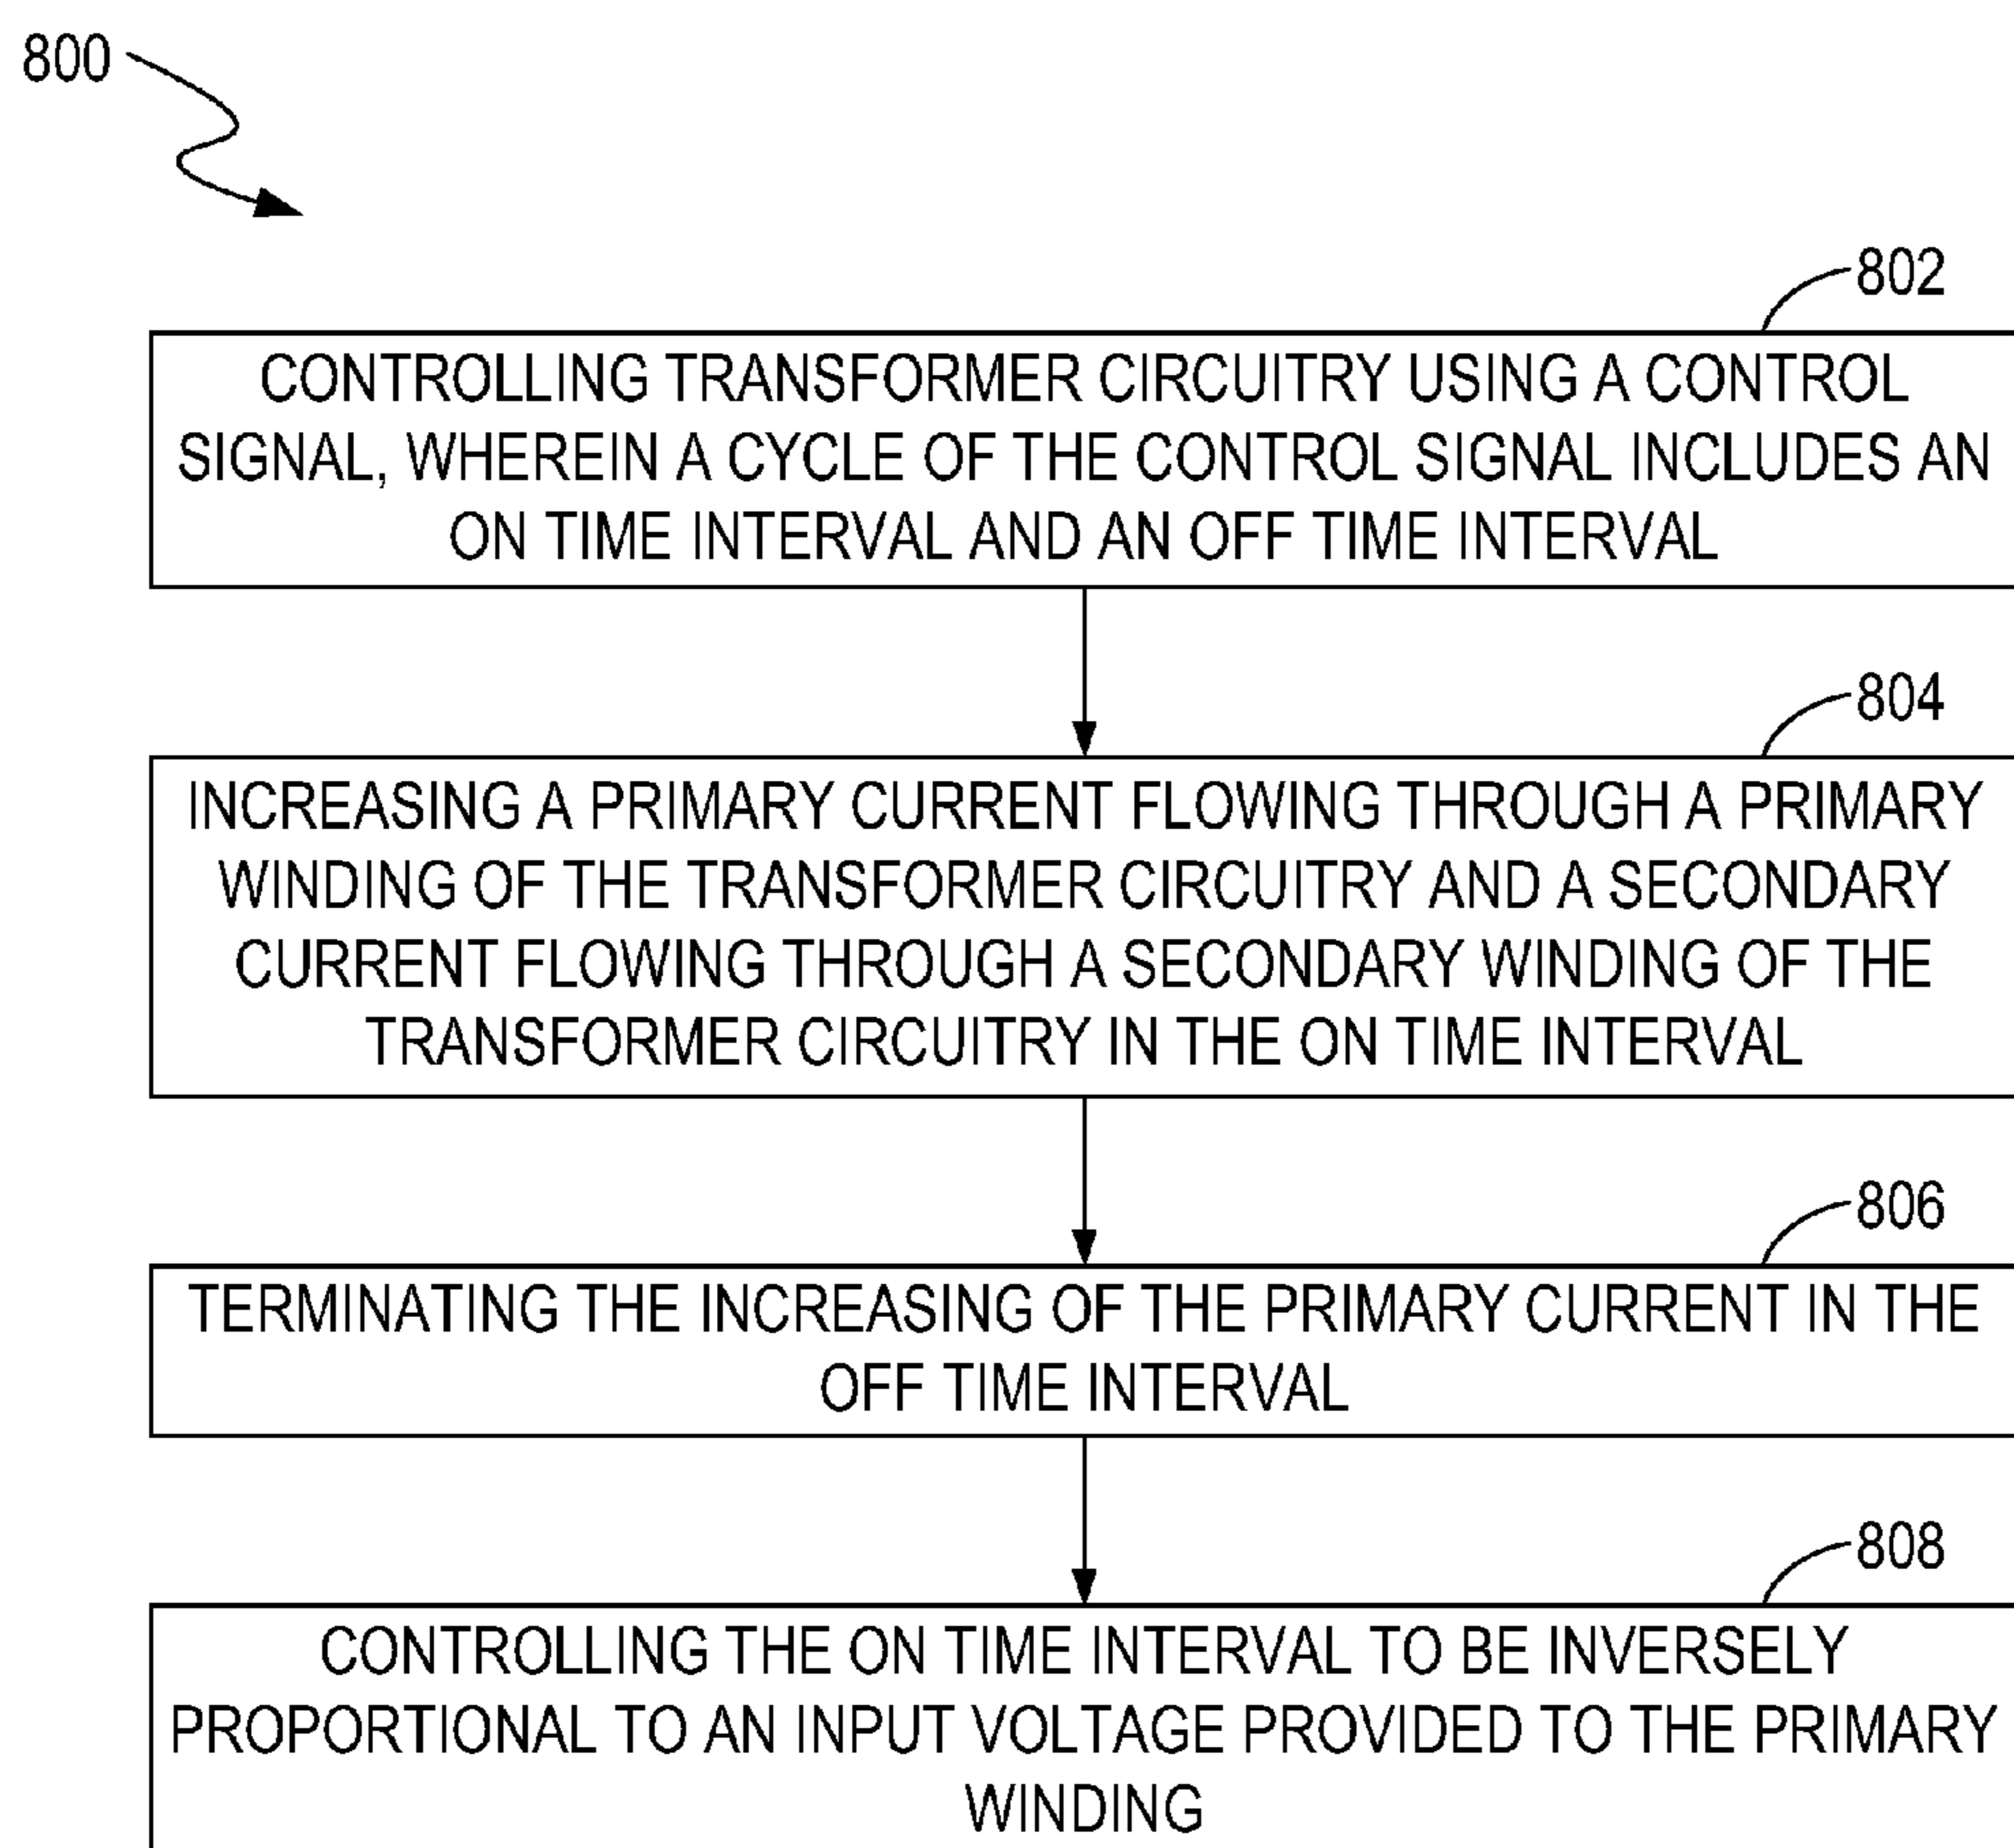 800
802
CONTROLLING TRANSFORMER CIRCUITRY USING A CONTROL
SIGNAL, WHEREIN A CYCLE OF THE CONTROL SIGNAL INCLUDES AN
ON TIME INTERVAL AND AN OFF TIME INTERVAL
804
INCREASING A PRIMARY CURRENT FLOWING THROUGH A PRIMARY
WINDING OF THE TRANSFORMER CIRCUITRY AND A SECONDARY
CURRENT FLOWING THROUGH A SECONDARY WINDING OF THE
TRANSFORMER CIRCUITRY IN THE ON TIME INTERVAL
806
TERMINATING THE INCREASING OF THE PRIMARY CURRENT IN THE
OFF TIME INTERVAL
808
CONTROLLING THE ON TIME INTERVAL TO BE INVERSELY
PROPORTIONAL TO AN INPUT VOLTAGE PROVIDED TO THE PRIMARY
WINDING